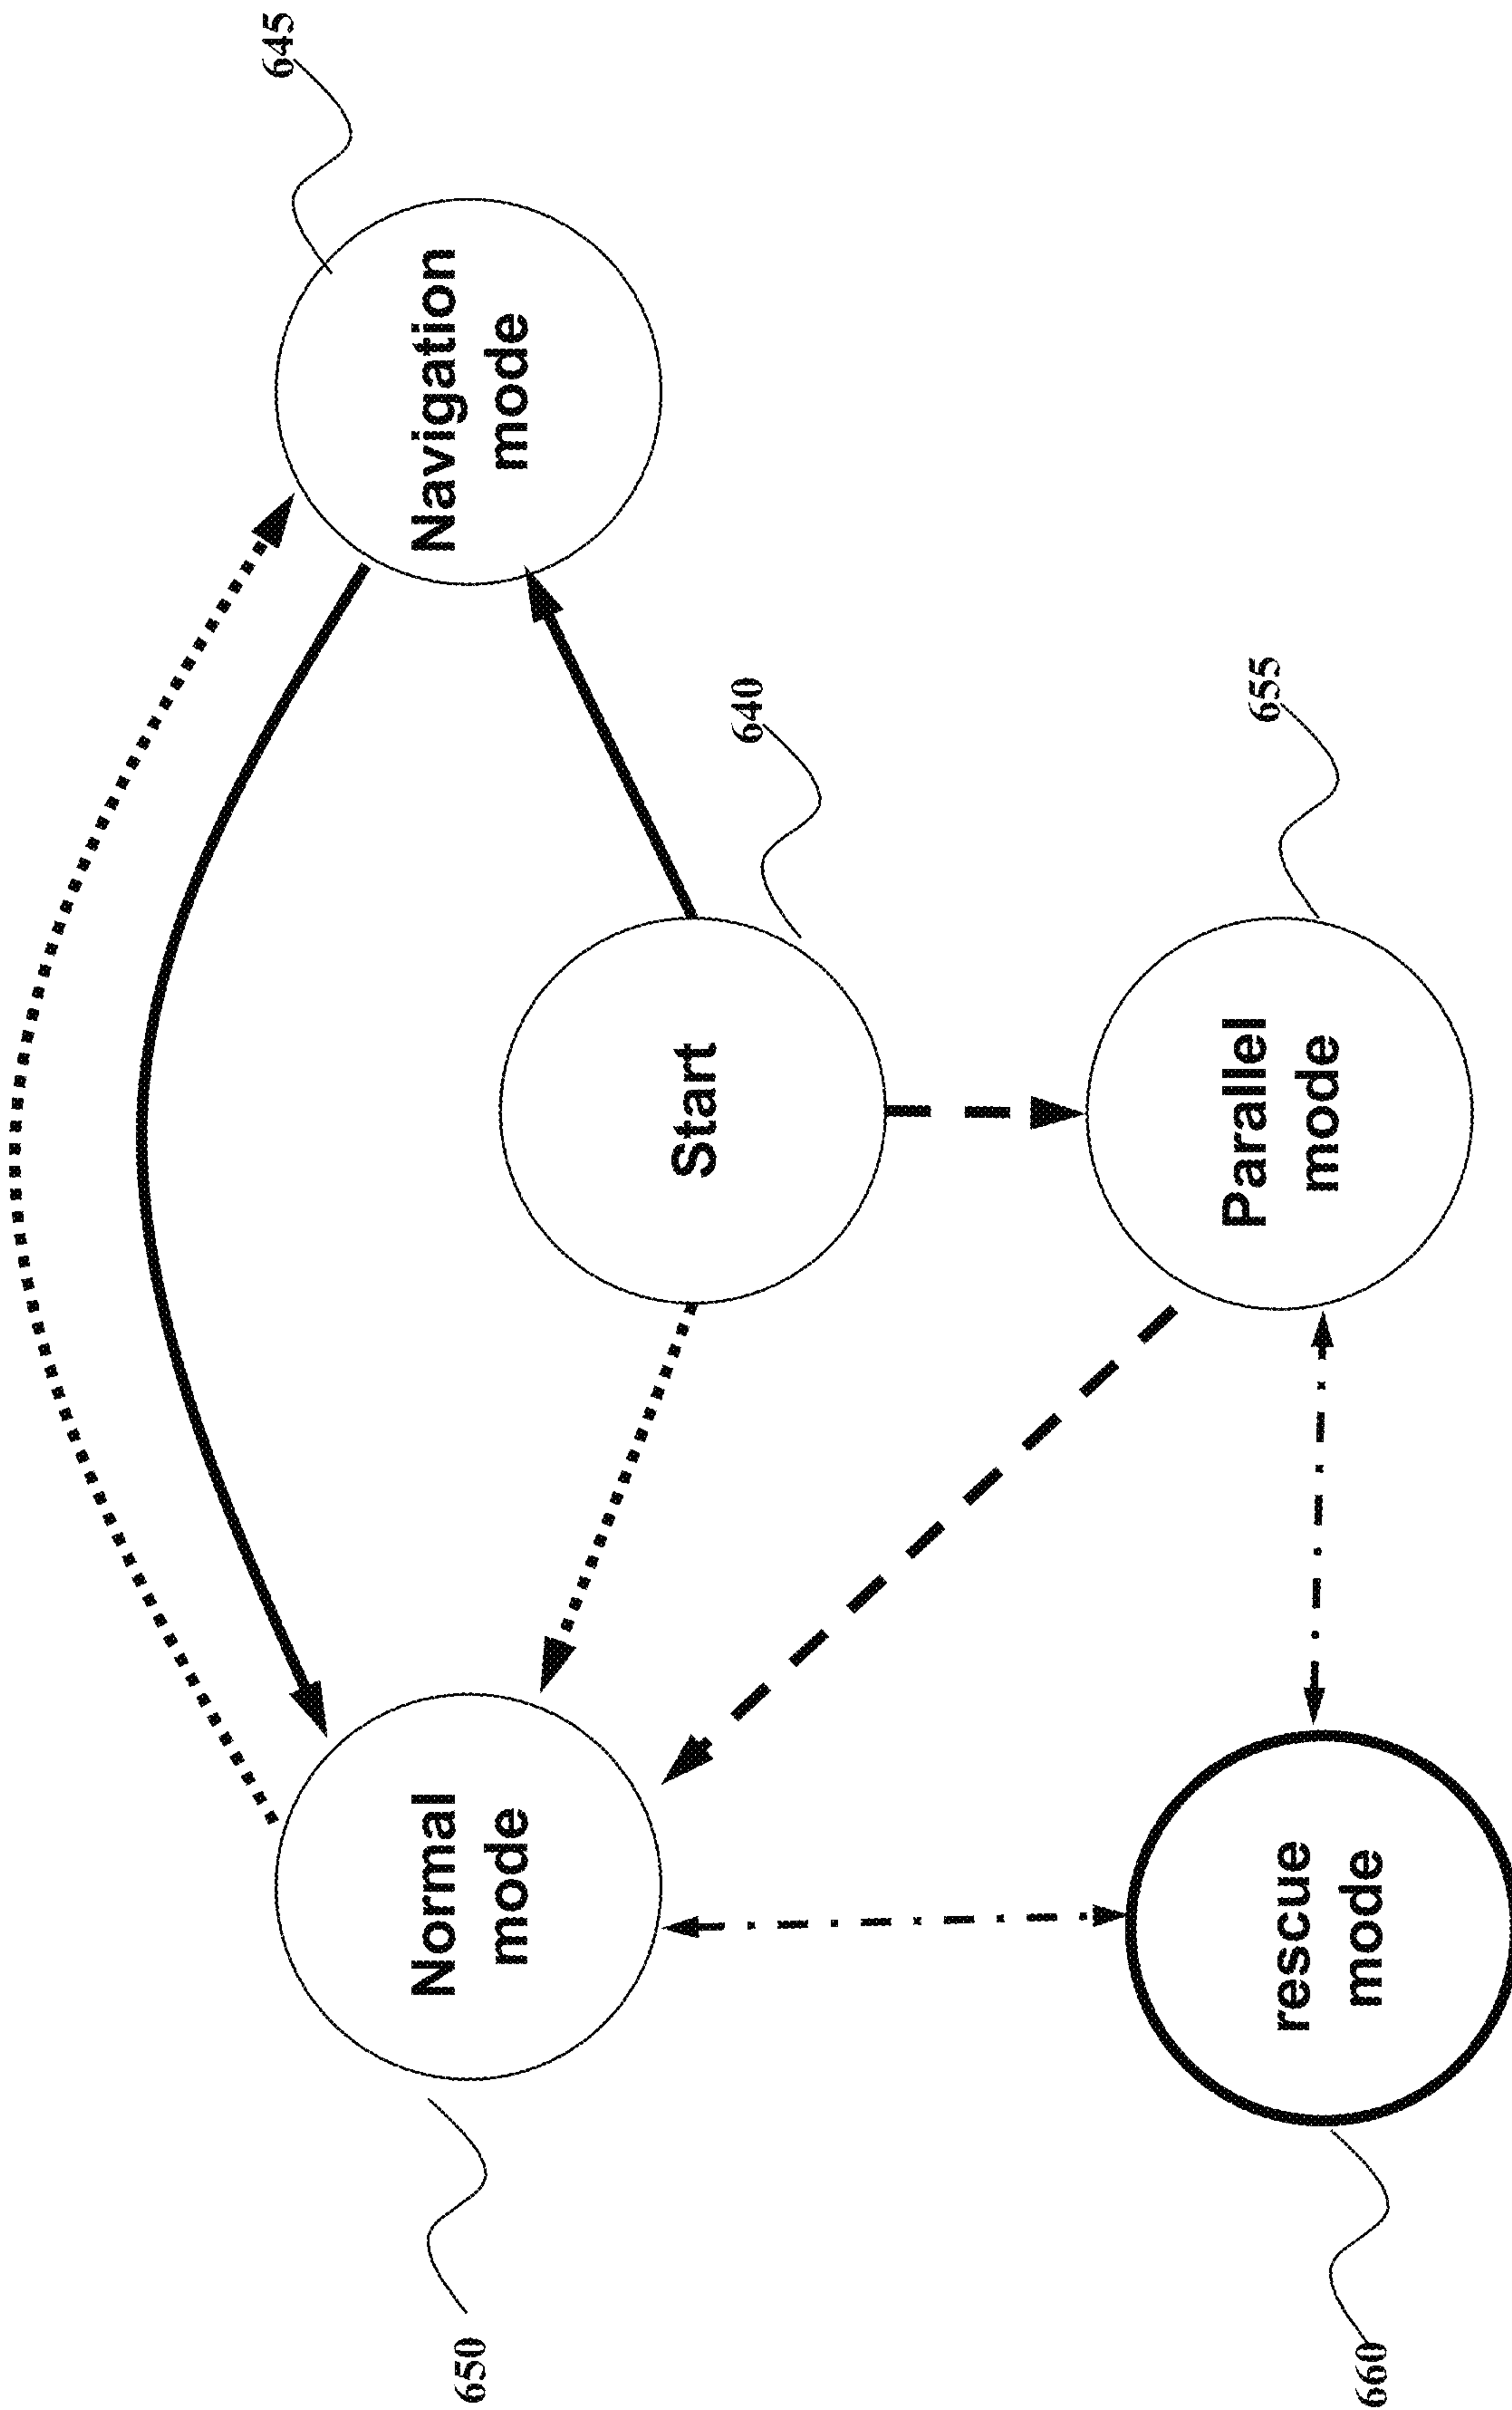 650
Normal
mode
Navigation
mode
645
Start
640
660
rescue
mode
Parallel
mode
655